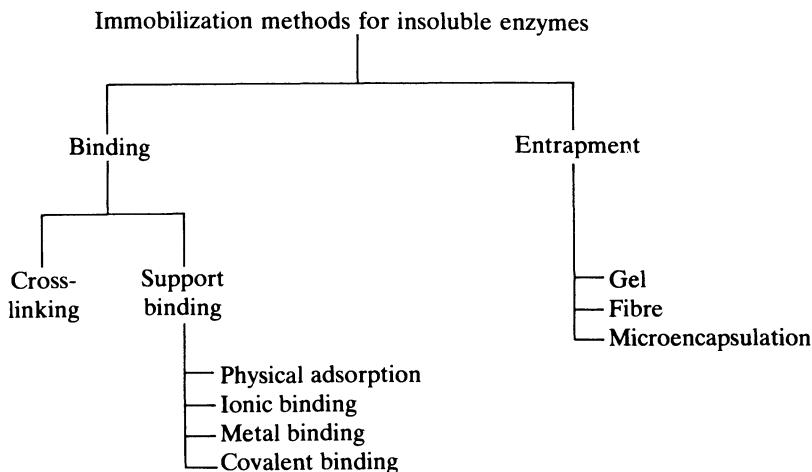 Immobilization methods for insoluble enzymes
Binding
Entrapment
Cross-
linking
Support
binding
Gel
Fibre
Microencapsulation
Physical adsorption
Ionic binding
Metal binding
Covalent binding